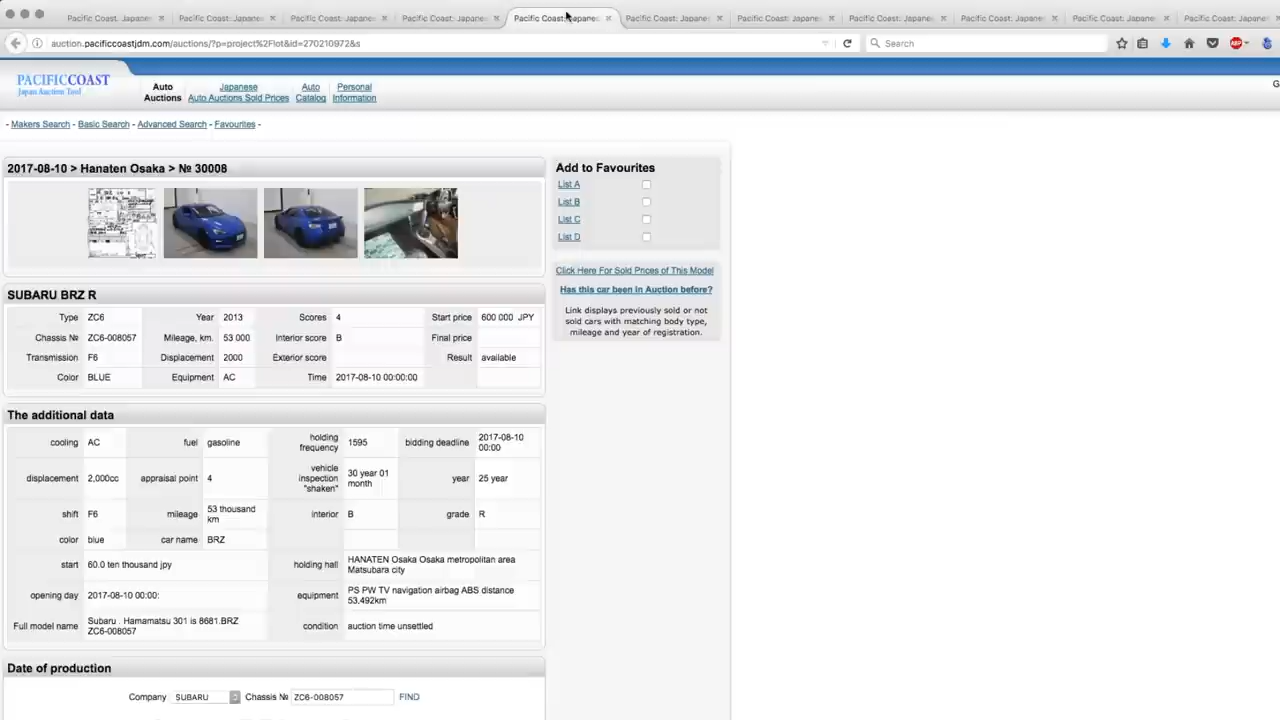 Pacific Coast: Japanes
Pacific Coast: Japanes
Pacific Coast: Japanes
Pacific Coast: Japanes
Pacific Coast: Japanes
Pacific Coast: Japanes
Pacific Coast: Japanes
Pacific Coast: Japanes
Pacific Coast: Japanes
Pacific Coast: Japanes
Pacific Coast: Japanes
auction.pacificcoastjdm.com/auctions/?p=project%2Flot&id=270210972&s
Search
ABP
PACIFICCOAST
Japan Auction Tool
Auto Auctions
Japanese Auto Auctions Sold Prices
Auto Catalog
Personal Information
G
- Makers Search - Basic Search - Advanced Search - Favourites -
2017-08-10 > Hanaten Osaka > № 30008
SUBARU BRZ R
Type ZC6 Year 2013 Scores 4 Start price 600 000 JPY
Chassis № ZC6-008057 Mileage, km. 53 000 Interior score B Final price
Transmission F6 Displacement 2000 Exterior score Result available
Color BLUE Equipment AC Time 2017-08-10 00:00:00
The additional data
cooling AC fuel gasoline holding frequency 1595 bidding deadline 2017-08-10 00:00
displacement 2,000cc appraisal point 4 vehicle inspection "shaken" 30 year 01 month year 25 year
shift F6 mileage 53 thousand km interior B grade R
color blue car name BRZ
start 60.0 ten thousand jpy holding hall HANATEN Osaka Osaka metropolitan area Matsubara city
opening day 2017-08-10 00:00: equipment PS PW TV navigation airbag ABS distance 53.492km
Full model name Subaru . Hamamatsu 301 is 8681.BRZ ZC6-008057 condition auction time unsettled
Date of production
Company SUBARU Chassis № ZC6-008057 FIND
Add to Favourites
List A
List B
List C
List D
Click Here For Sold Prices of This Model
Has this car been in Auction before?
Link displays previously sold or not
sold cars with matching body type,
mileage and year of registration.